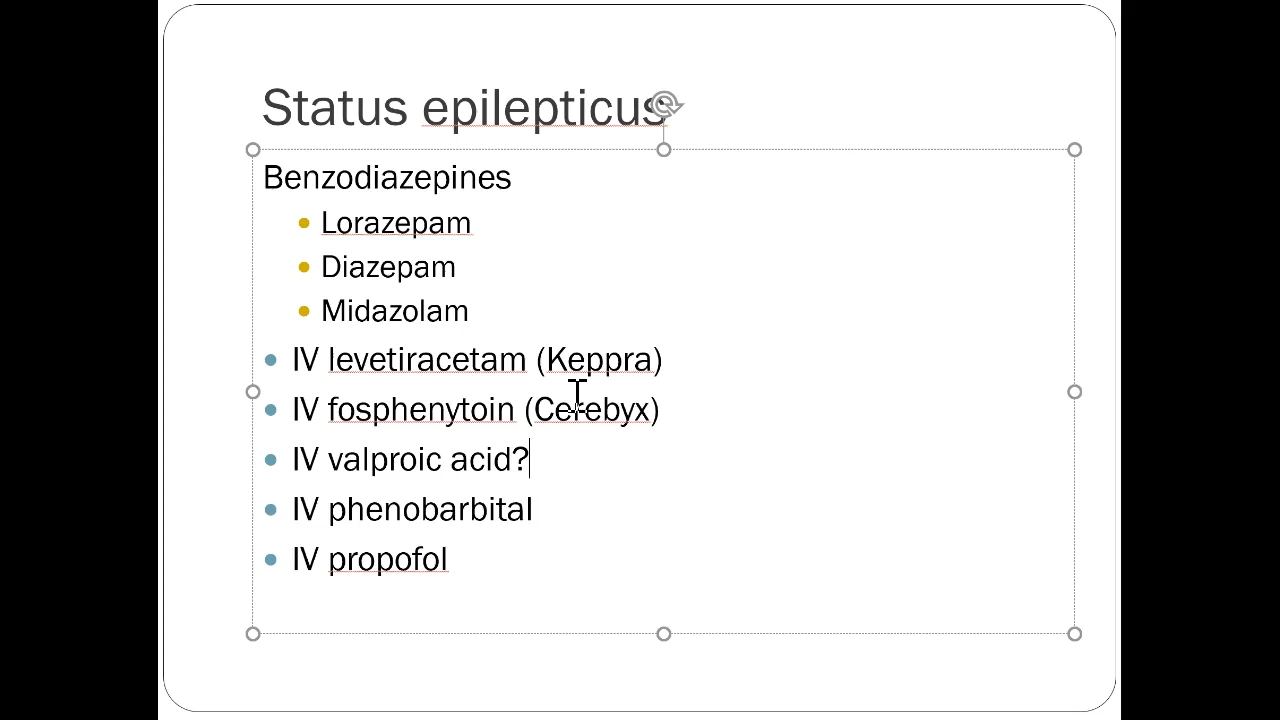 Status epilepticus
Benzodiazepines
Lorazepam
Diazepam
Midazolam
IV levetiracetam (Keppra)
IV fosphenytoin (Cerebyx)
IV valproic acid?
IV phenobarbital
IV propofol